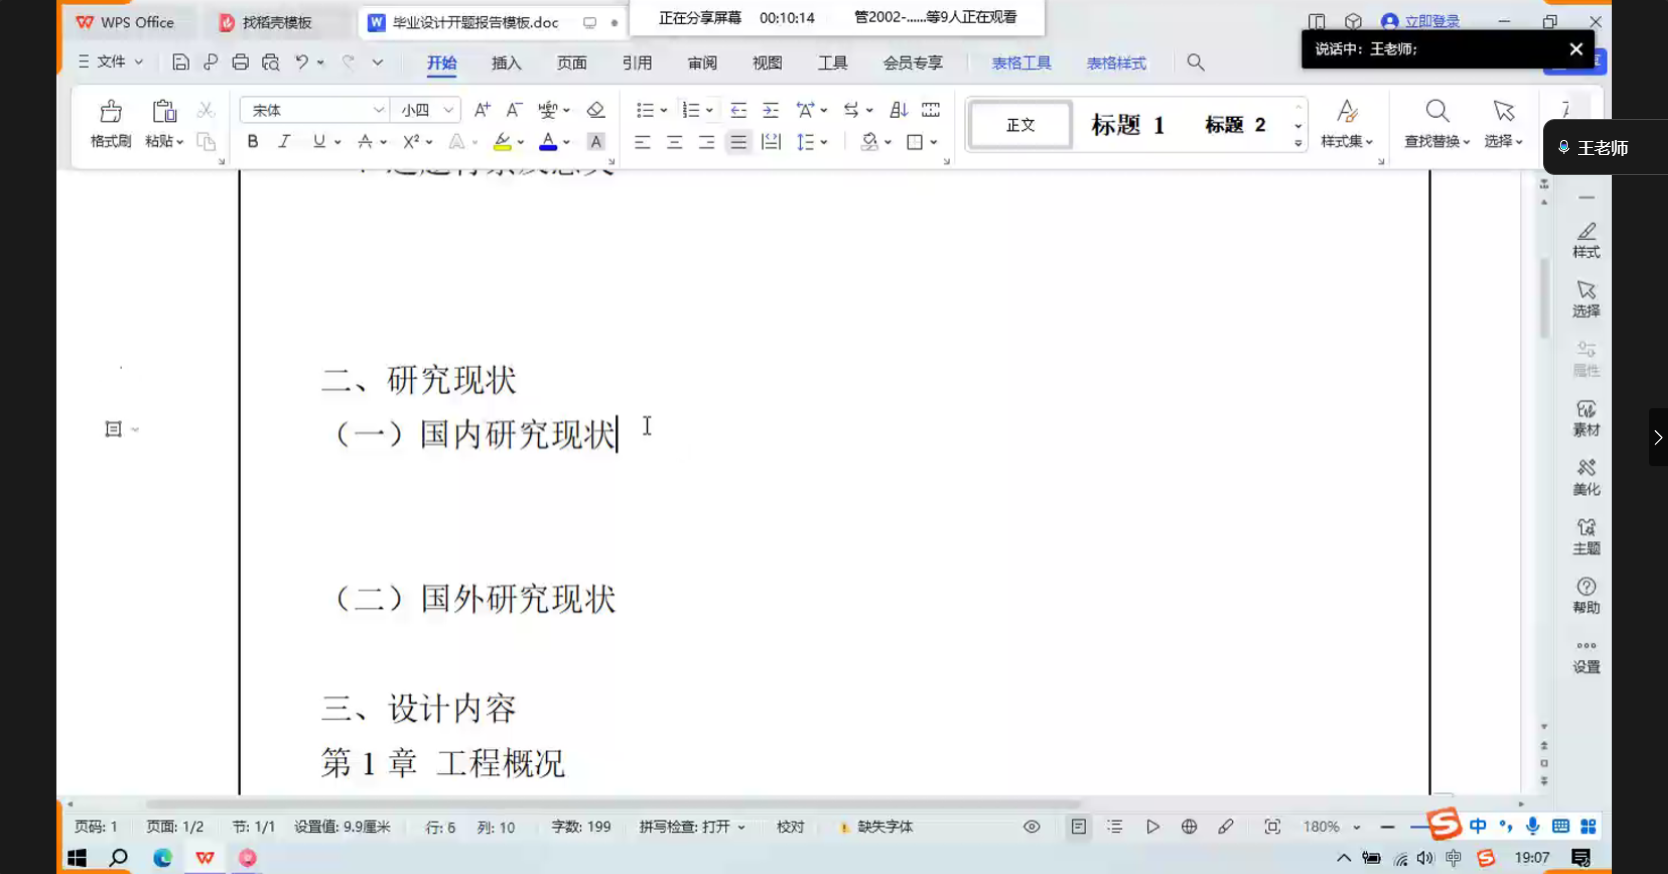 WPS Office
找稻壳模板
毕业设计开题报告模板.doc
正在分享屏幕 00:10:14 管2002-......等9人正在观看
立即登录
说话中: 王老师;
文件
开始
插入
页面
引用
审阅
视图
工具
会员专享
表格工具
表格样式
格式刷
粘贴
宋体
小四
正文
标题 1
标题 2
样式集
查找替换
选择
王老师
二、研究现状
（一）国内研究现状
（二）国外研究现状
三、设计内容
第 1 章 工程概况
样式
选择
属性
素材
美化
主题
帮助
设置
页码: 1
页面: 1/2
节: 1/1
设置值: 9.9厘米
行: 6
列: 10
字数: 199
拼写检查: 打开
校对
缺失字体
180%
中
中
19:07